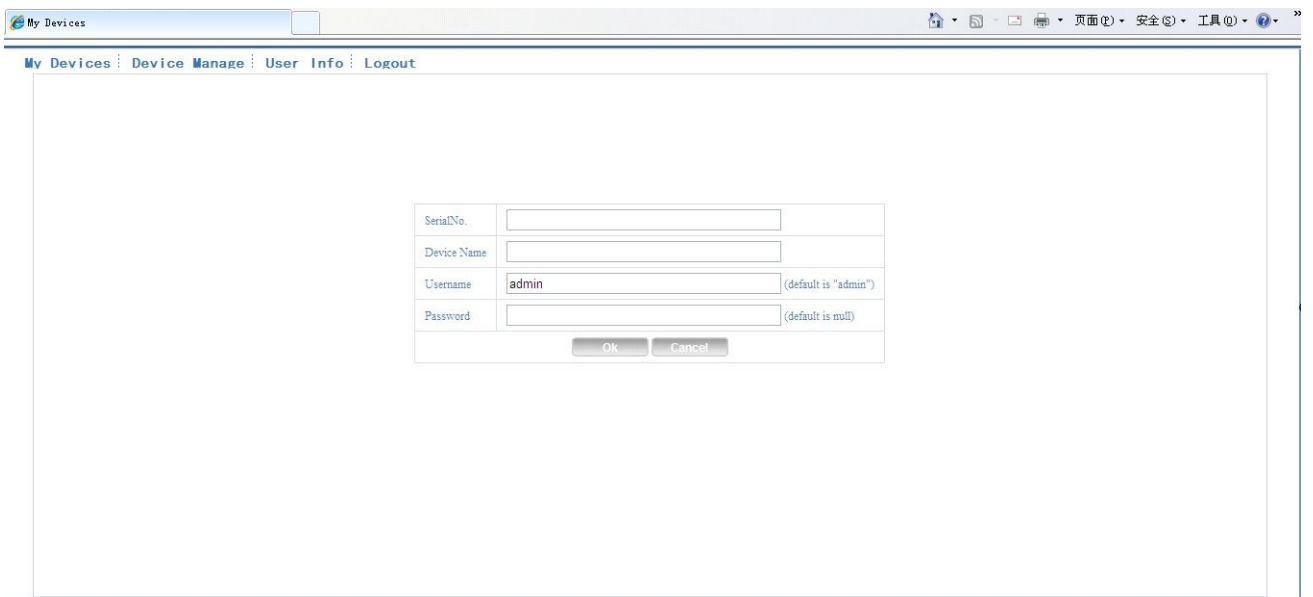 My Devices
页面(P) 安全(S) 工具(O)
»
My Devices Device Manage User Info Logout
SerialNo.
Device Name
Username admin (default is "admin")
Password (default is null)
Ok Cancel